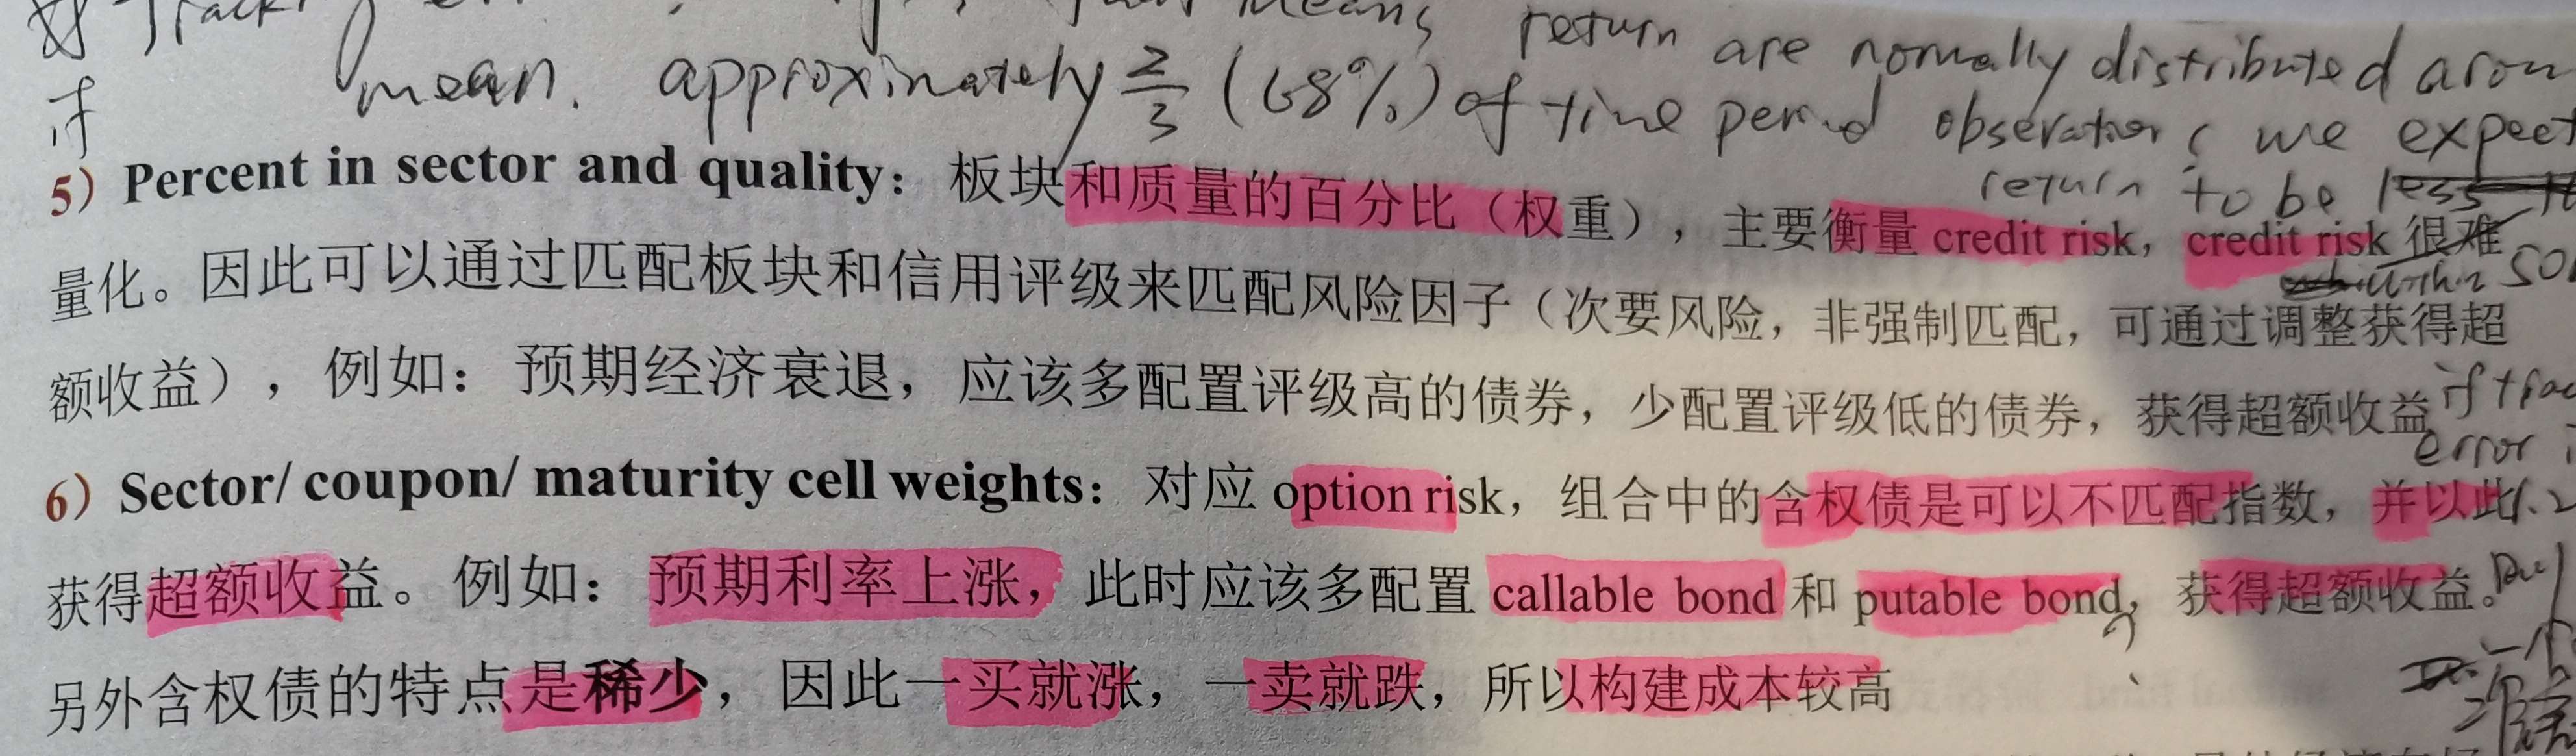 means
return are normally distributed
mean. approximately 2/3 (68%) of time period observation, we expect
if
return to be less
5）Percent in sector and quality：板块和质量的百分比（权重），主要衡量 credit risk，credit risk 很难
within
量化。因此可以通过匹配板块和信用评级来匹配风险因子（次要风险，非强制匹配，可通过调整获得超
额收益），例如：预期经济衰退，应该多配置评级高的债券，少配置评级低的债券，获得超额收益
if
error
6）Sector/ coupon/ maturity cell weights：对应 option risk，组合中的含权债是可以不匹配指数，并以此
获得超额收益。例如：预期利率上涨，此时应该多配置 callable bond 和 putable bond，获得超额收益。
另外含权债的特点是稀少，因此一买就涨，一卖就跌，所以构建成本较高